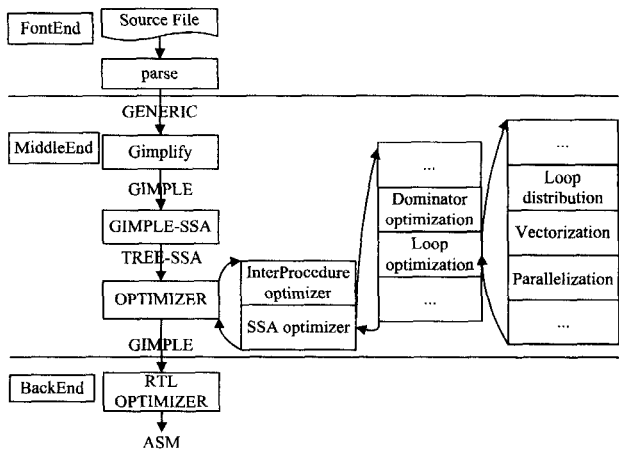 FontEnd
Source File
parse
GENERIC
MiddleEnd
Gimplify
GIMPLE
GIMPLE-SSA
TREE-SSA
OPTIMIZER
GIMPLE
InterProcedure
optimizer
SSA optimizer
...
Dominator
optimization
Loop
optimization
...
...
Loop
distribution
Vectorization
Parallelization
...
BackEnd
RTL
OPTIMIZER
ASM